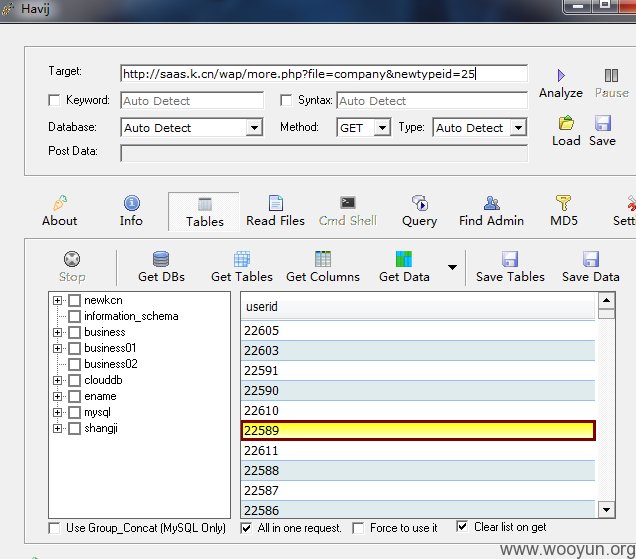 Havij
Target: http://saas.k.cn/wap/more.php?file=company&newtypeid=25
Analyze Pause
Keyword: Auto Detect Syntax: Auto Detect
Database: Auto Detect Method: GET Type: Auto Detect
Load Save
Post Data:
About Info Tables Read Files Cmd Shell Query Find Admin MD5 Sett
Stop Get DBs Get Tables Get Columns Get Data Save Tables Save Data
newkcn
information_schema
business
business01
business02
clouddb
ename
mysql
shangji
userid
22605
22603
22591
22590
22610
22589
22611
22588
22587
22586
Use Group_Concat (MySQL Only) All in one request. Force to use it Clear list on get
www.wooyun.org